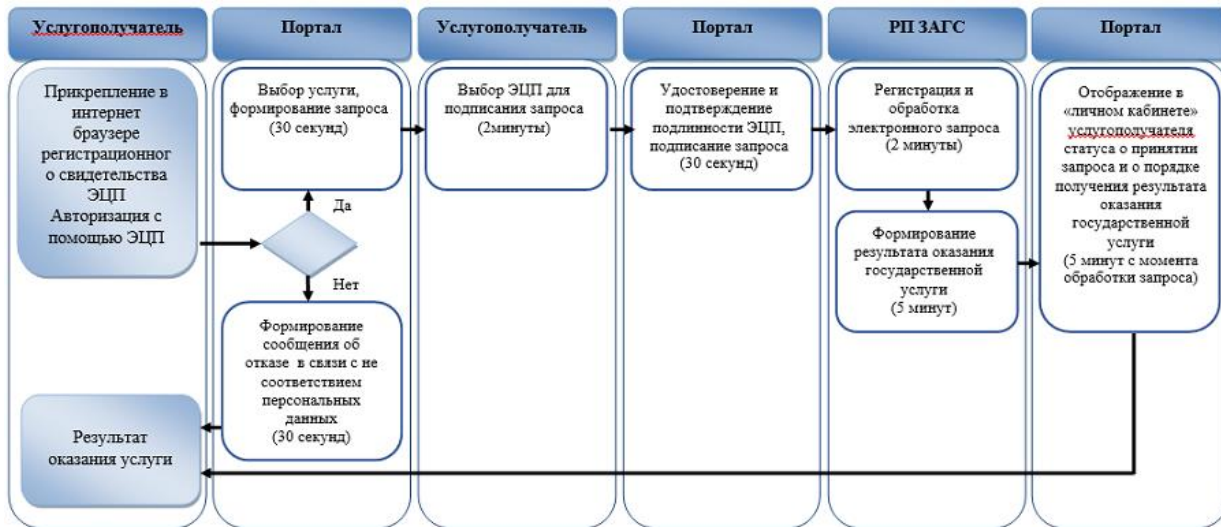 Услугополучатель
Портал
Услугополучатель
Портал
РП ЗАГС
Портал
Прикрепление в
интернет
браузере
регистрационног
о свидетельства
ЭЦП
Авторизация с
помощью ЭЦП
Выбор услуги,
формирование запроса
(30 секунд)
Да
Нет
Формирование
сообщения об
отказе в связи с не
соответствием
персональных
данных
(30 секунд)
Выбор ЭЦП для
подписания запроса
(2минуты)
Удостоверение и
подтверждение
подлинности ЭЦП,
подписание запроса
(30 секунд)
Регистрация и
обработка
электронного запроса
(2 минуты)
Формирование
результата оказания
государственной
услуги
(5 минут)
Отображение в
«личном кабинете»
услугополучателя
статуса о принятии
запроса и о порядке
получения результата
оказания
государственной
услуги
(5 минут с момента
обработки запроса)
Результат
оказания услуги